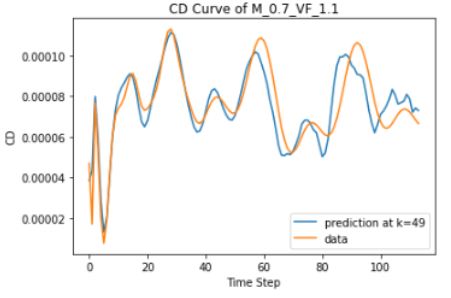 CD Curve of M_0.7_VF_1.1
0.00010
0.00008
0.00006
0.00004
0.00002
CD
0 20 40 60 80 100
Time Step
prediction at k=49
data